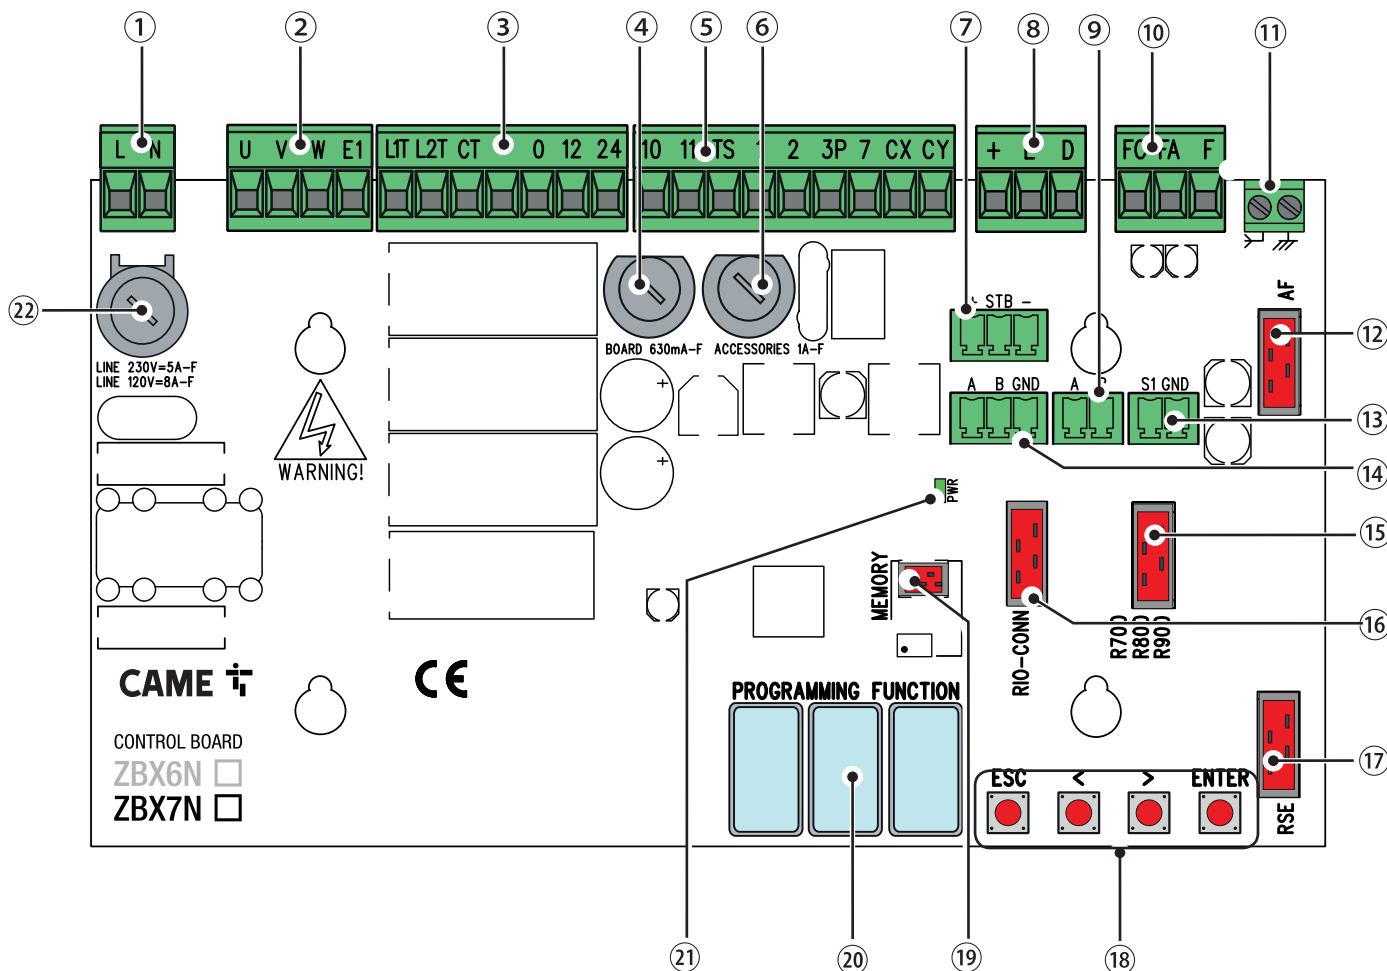 1 2 3 4 5 6 7 8 9 10 11
L N U V W E1 L1T L2T CT 0 12 24 10 11 TS 1 2 3P 7 CX CY + E D FC FA F
22
LINE 230V=5A-F
LINE 120V=8A-F
BOARD 630mA-F
ACCESSORIES 1A-F
STB -
AF
12
A B GND
A
S1 GND
13
14
WARNING!
PWR
15
MEMORY
RIO-CONN
R700
R800
R900
16
CAME
CE
PROGRAMMING FUNCTION
CONTROL BOARD
ZBX6N
ZBX7N
ESC < > ENTER
17
RSE
21 20 19 18